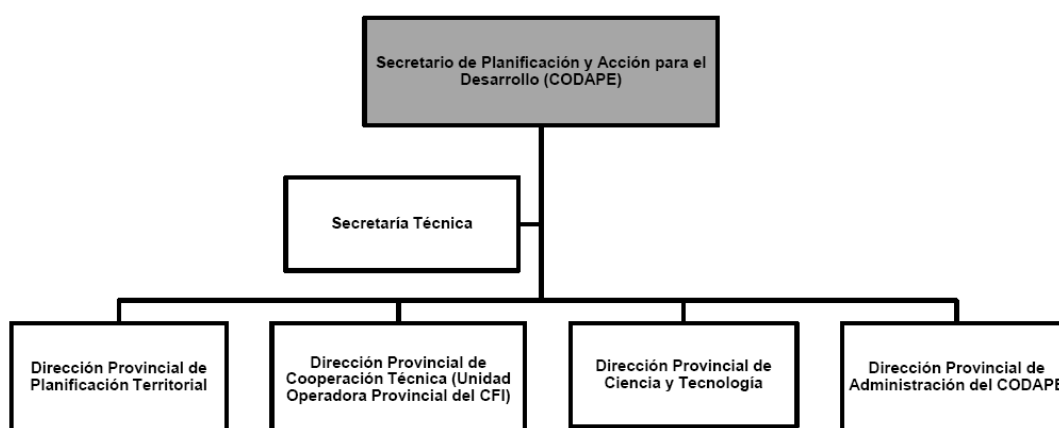 Secretario de Planificación y Acción para el
Desarrollo (CODAPE)
Secretaría Técnica
Dirección Provincial de
Planificación Territorial
Dirección Provincial de
Cooperación Técnica (Unidad
Operadora Provincial del CFI)
Dirección Provincial de
Ciencia y Tecnología
Dirección Provincial de
Administración del CODAPE